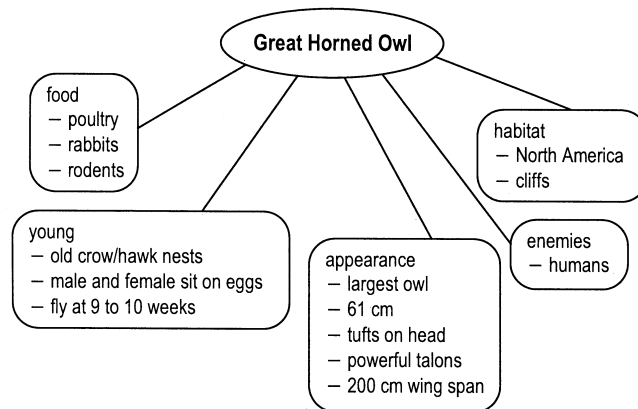 Great Horned Owl
food
– poultry
– rabbits
– rodents
habitat
– North America
– cliffs
young
– old crow/hawk nests
– male and female sit on eggs
– fly at 9 to 10 weeks
appearance
– largest owl
– 61 cm
– tufts on head
– powerful talons
– 200 cm wing span
enemies
– humans